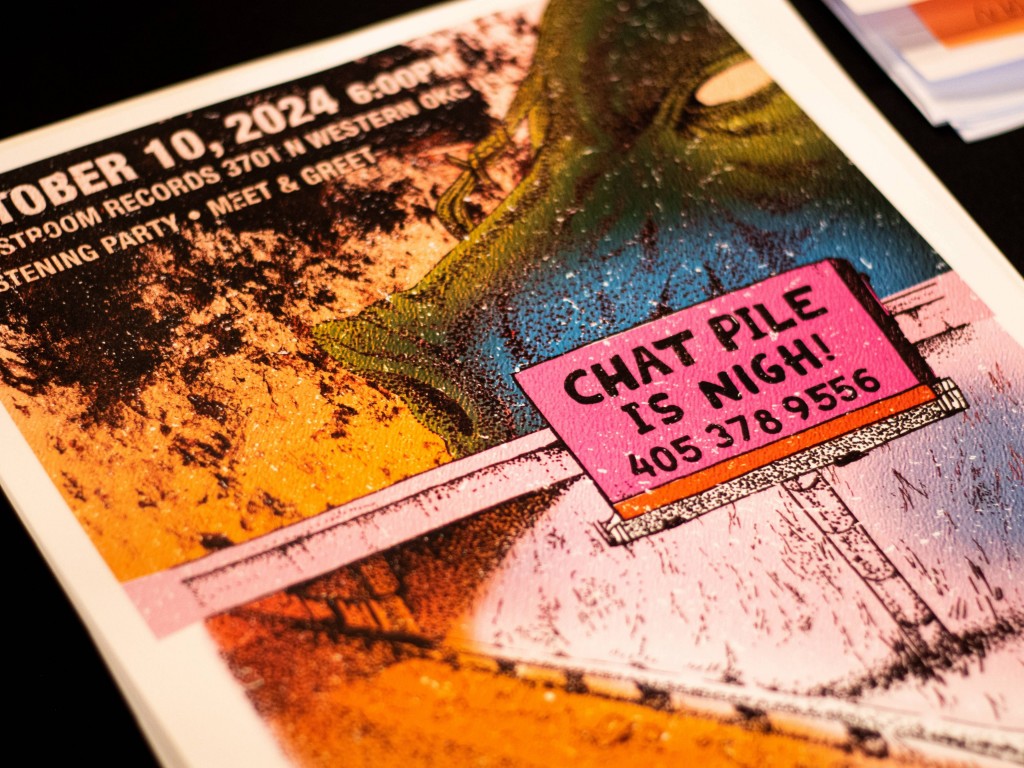 TOBER 10, 2024 6:00PM
STROOM RECORDS 3701 N WESTERN OKC
STENING PARTY • MEET & GREET
CHAT PILE
IS NIGH!
405 378 9556